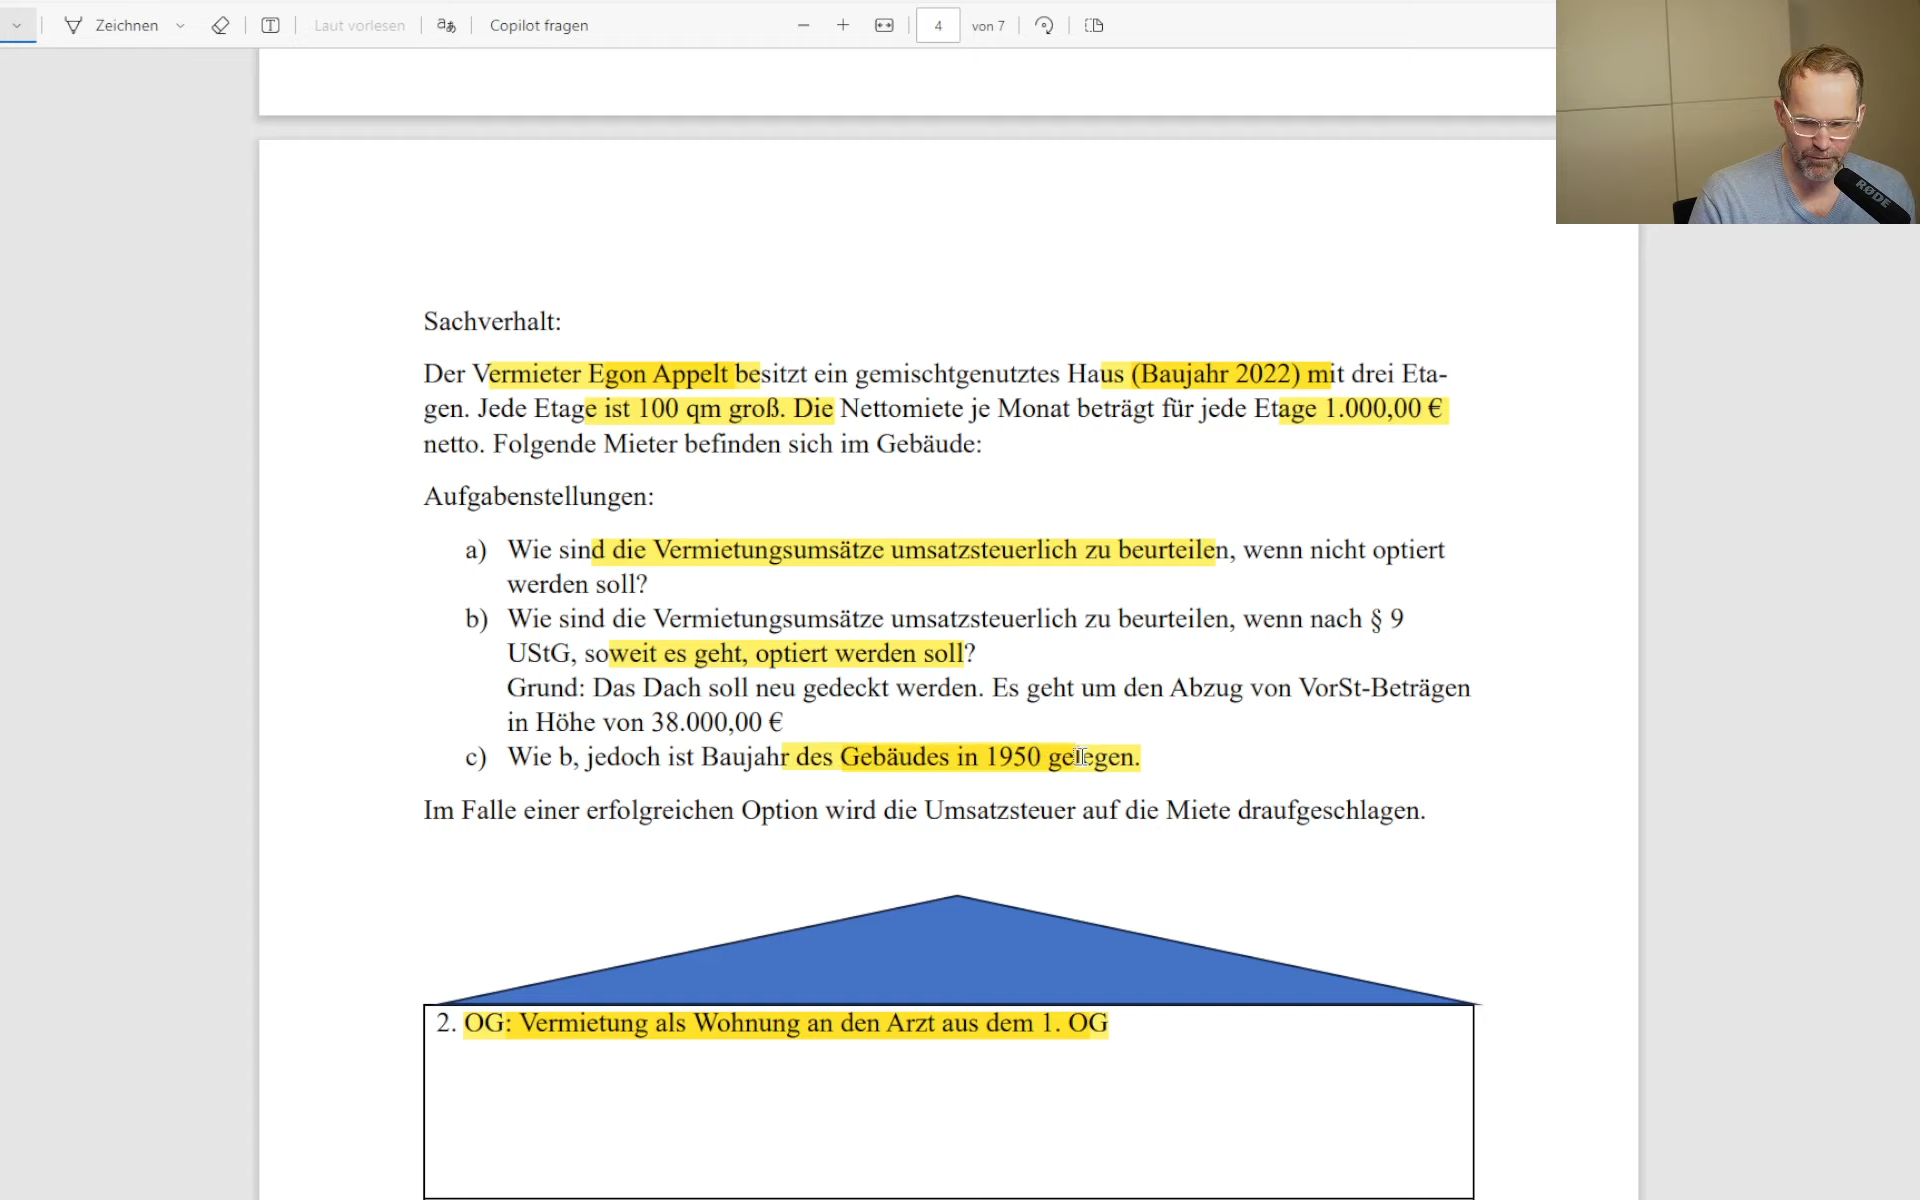 Zeichnen
Laut vorlesen
aあ
Copilot fragen
4 von 7
RØDE
Sachverhalt:
Der Vermieter Egon Appelt besitzt ein gemischtgenutztes Haus (Baujahr 2022) mit drei Eta-
gen. Jede Etage ist 100 qm groß. Die Nettomiete je Monat beträgt für jede Etage 1.000,00 €
netto. Folgende Mieter befinden sich im Gebäude:
Aufgabenstellungen:
a) Wie sind die Vermietungsumsätze umsatzsteuerlich zu beurteilen, wenn nicht optiert
werden soll?
b) Wie sind die Vermietungsumsätze umsatzsteuerlich zu beurteilen, wenn nach § 9
UStG, soweit es geht, optiert werden soll?
Grund: Das Dach soll neu gedeckt werden. Es geht um den Abzug von VorSt-Beträgen
in Höhe von 38.000,00 €
c) Wie b, jedoch ist Baujahr des Gebäudes in 1950 gelegen.
Im Falle einer erfolgreichen Option wird die Umsatzsteuer auf die Miete draufgeschlagen.
2. OG: Vermietung als Wohnung an den Arzt aus dem 1. OG